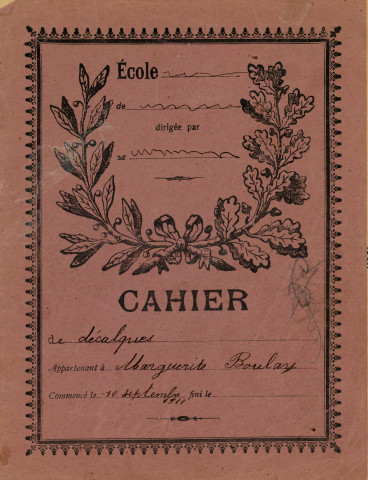 École
de
dirigée par
CAHIER
de décalques
Appartenant à Marguerite Boulay
Commencé le 10 septembre 1911 fini le